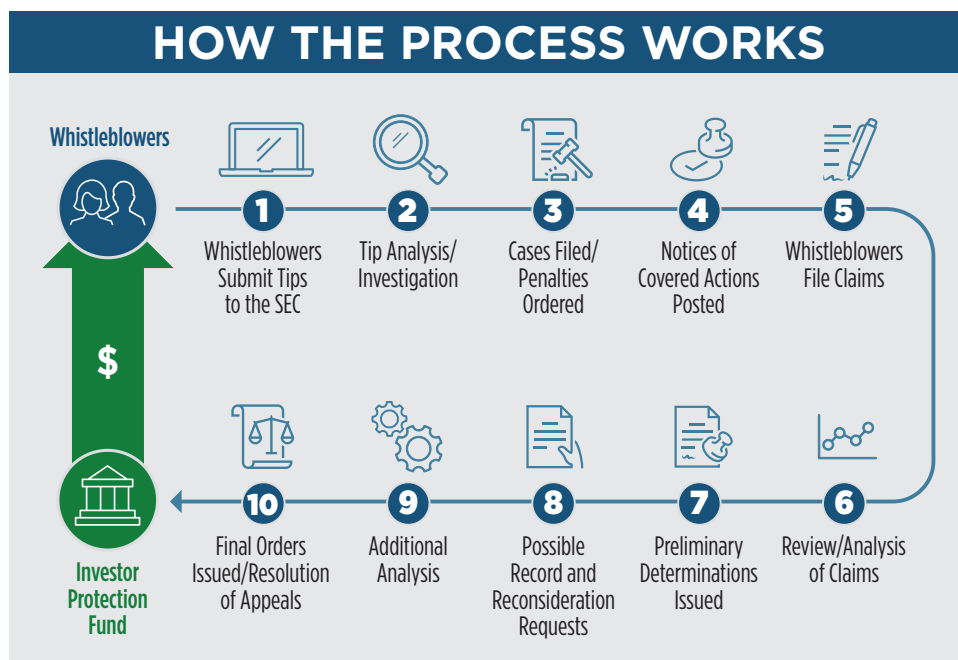 HOW THE PROCESS WORKS
Whistleblowers
1
Whistleblowers
Submit Tips
to the SEC
2
Tip Analysis/
Investigation
3
Cases Filed/
Penalties
Ordered
4
Notices of
Covered Actions
Posted
5
Whistleblowers
File Claims
$
6
Review/Analysis
of Claims
7
Preliminary
Determinations
Issued
8
Possible
Record and
Reconsideration
Requests
9
Additional
Analysis
10
Final Orders
Issued/Resolution
of Appeals
Investor
Protection
Fund